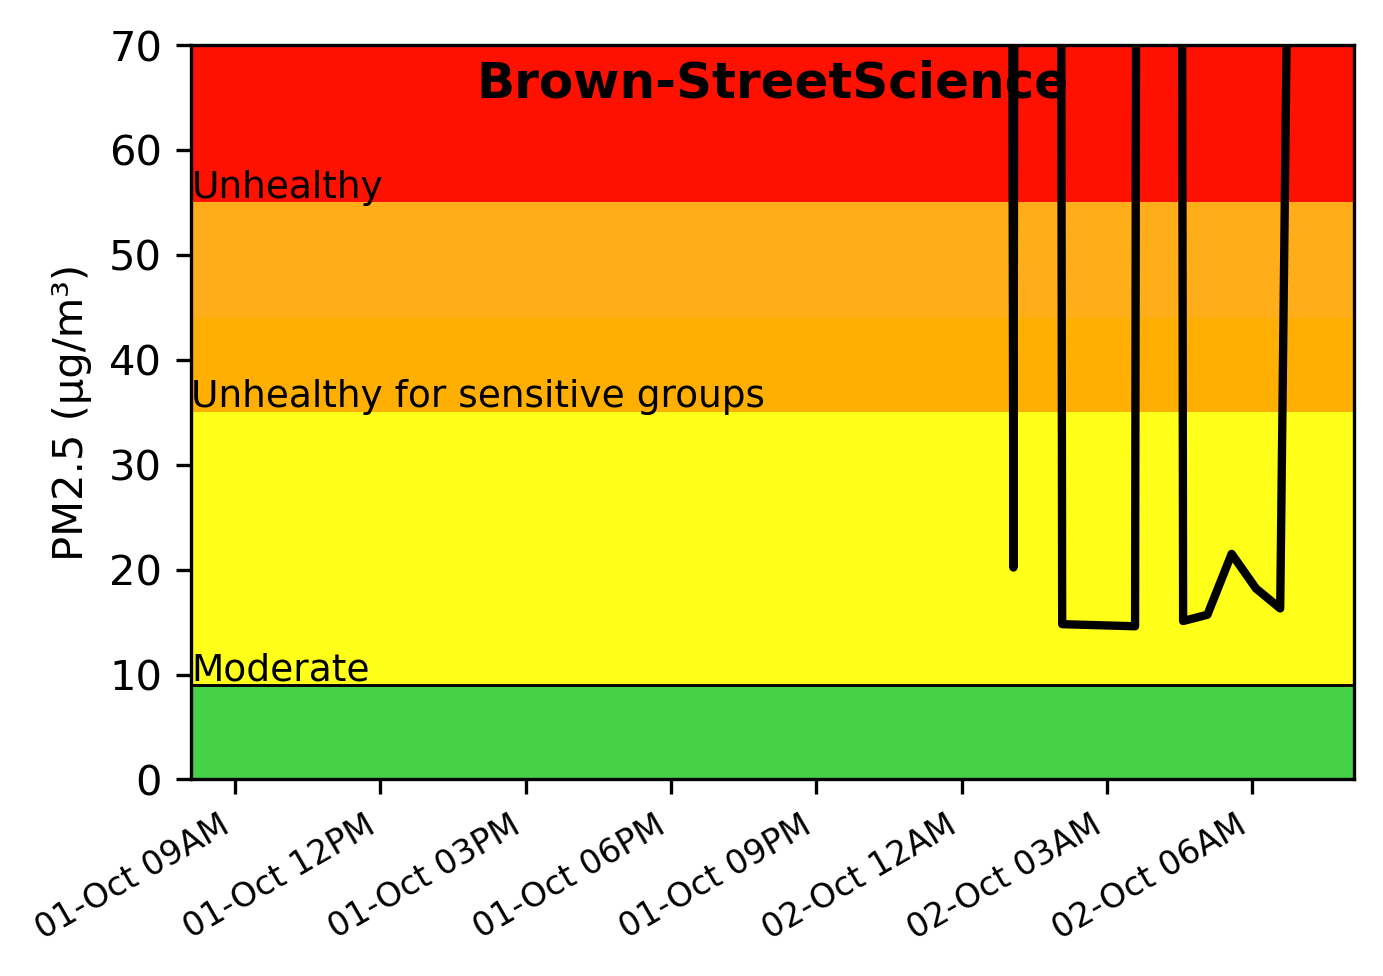 Brown-StreetScience
70
60
50
40
30
20
10
0
PM2.5 (µg/m³)
Unhealthy
Unhealthy for sensitive groups
Moderate
01-Oct 09AM
01-Oct 12PM
01-Oct 03PM
01-Oct 06PM
01-Oct 09PM
02-Oct 12AM
02-Oct 03AM
02-Oct 06AM